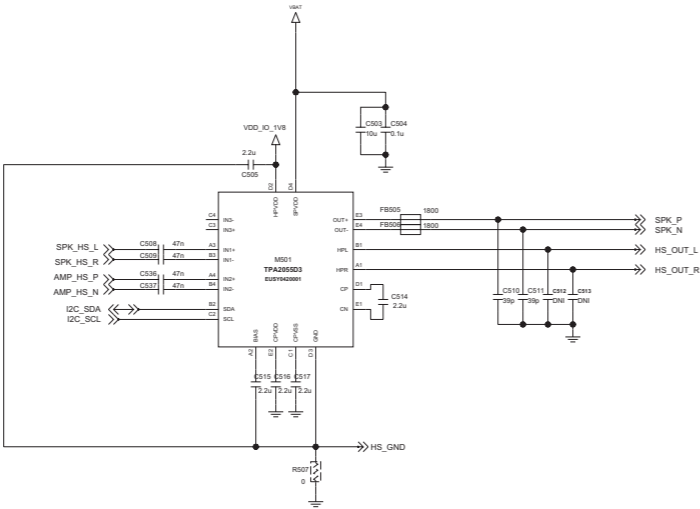 VBAT
C503 C504
10u 0.1u
VDD_IO_1V8
2.2u
C505
D2 D4
HPVDD SPVDD
C4 IN3-
C3 IN3+
SPK_HS_L C508 47n A3 IN1+
SPK_HS_R C509 47n B3 IN1-
AMP_HS_P C536 47n A4 IN2+
AMP_HS_N C537 47n B4 IN2-
I2C_SDA B2 SDA
I2C_SCL C2 SCL
M501
TPA2055D3
EUSY0420001
OUT+ E3 FB505 1800 SPK_P
OUT- E4 FB506 1800 SPK_N
HPL B1 HS_OUT_L
HPR A1 HS_OUT_R
CP D1
C514
2.2u
CN E1
C510 C511 C512 C513
39p 39p DNI DNI
BIAS CPVDD CPVSS GND
A2 E2 C1 D3
C515 C516 C517
2.2u 2.2u 2.2u
HS_GND
R507
0